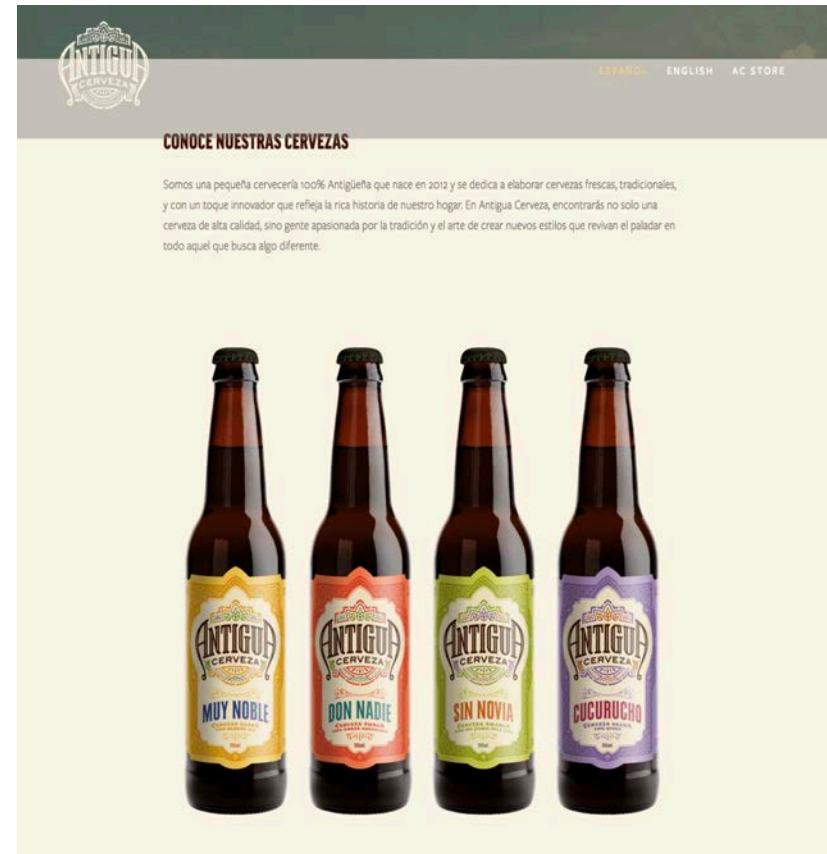 ANTIGUA
CERVEZA
ESPAÑOL ENGLISH AC STORE
CONOCE NUESTRAS CERVEZAS
Somos una pequeña cervecería 100% Antigüeña que nace en 2012 y se dedica a elaborar cervezas frescas, tradicionales,
y con un toque innovador que refleja la rica historia de nuestro hogar. En Antigua Cerveza, encontrarás no solo una
cerveza de alta calidad, sino gente apasionada por la tradición y el arte de crear nuevos estilos que revivan el paladar en
todo aquel que busca algo diferente.
ANTIGUA
CERVEZA
MUY NOBLE
ANTIGUA
CERVEZA
DON NADIE
ANTIGUA
CERVEZA
SIN NOVIA
ANTIGUA
CERVEZA
CUCURUCHO